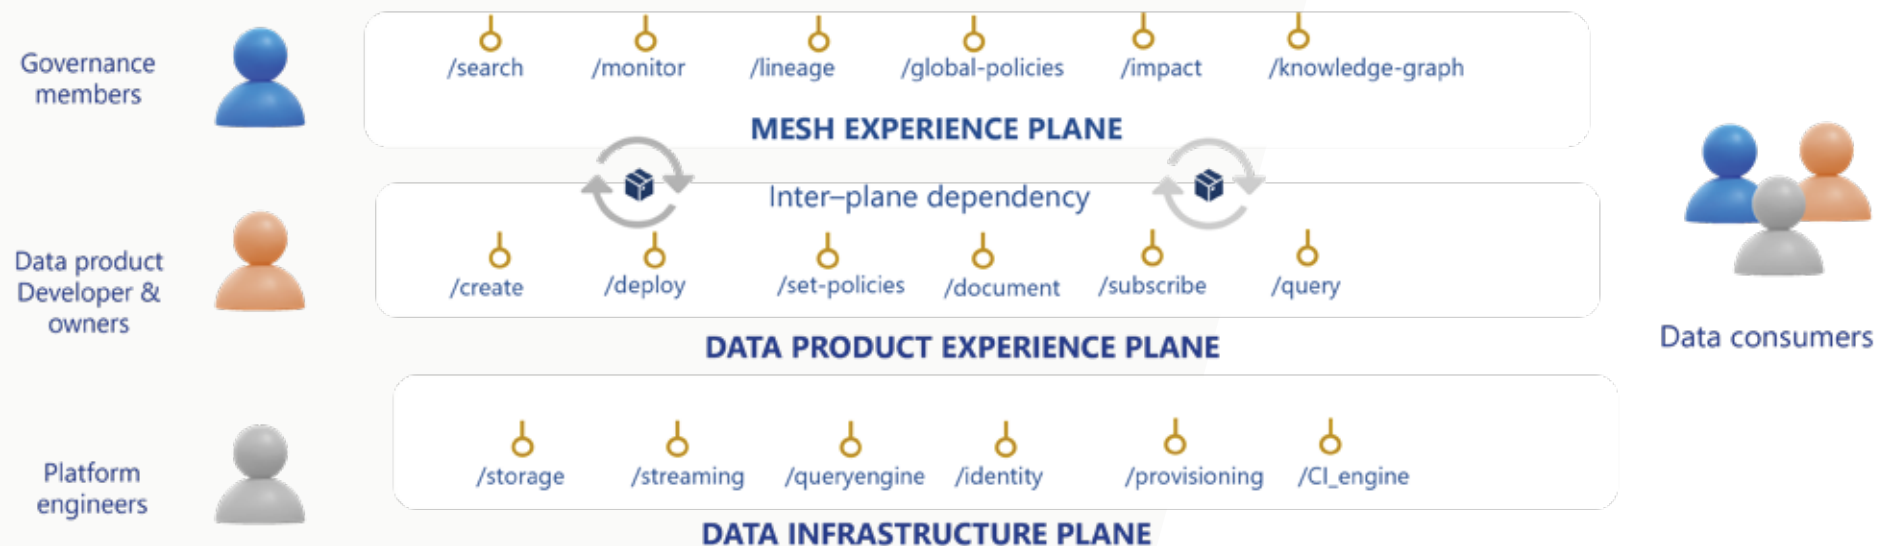 Governance
members
/search
/monitor
/lineage
/global-policies
/impact
/knowledge-graph
MESH EXPERIENCE PLANE
Inter–plane dependency
Data product
Developer &
owners
/create
/deploy
/set-policies
/document
/subscribe
/query
DATA PRODUCT EXPERIENCE PLANE
Data consumers
Platform
engineers
/storage
/streaming
/queryengine
/identity
/provisioning
/CI_engine
DATA INFRASTRUCTURE PLANE